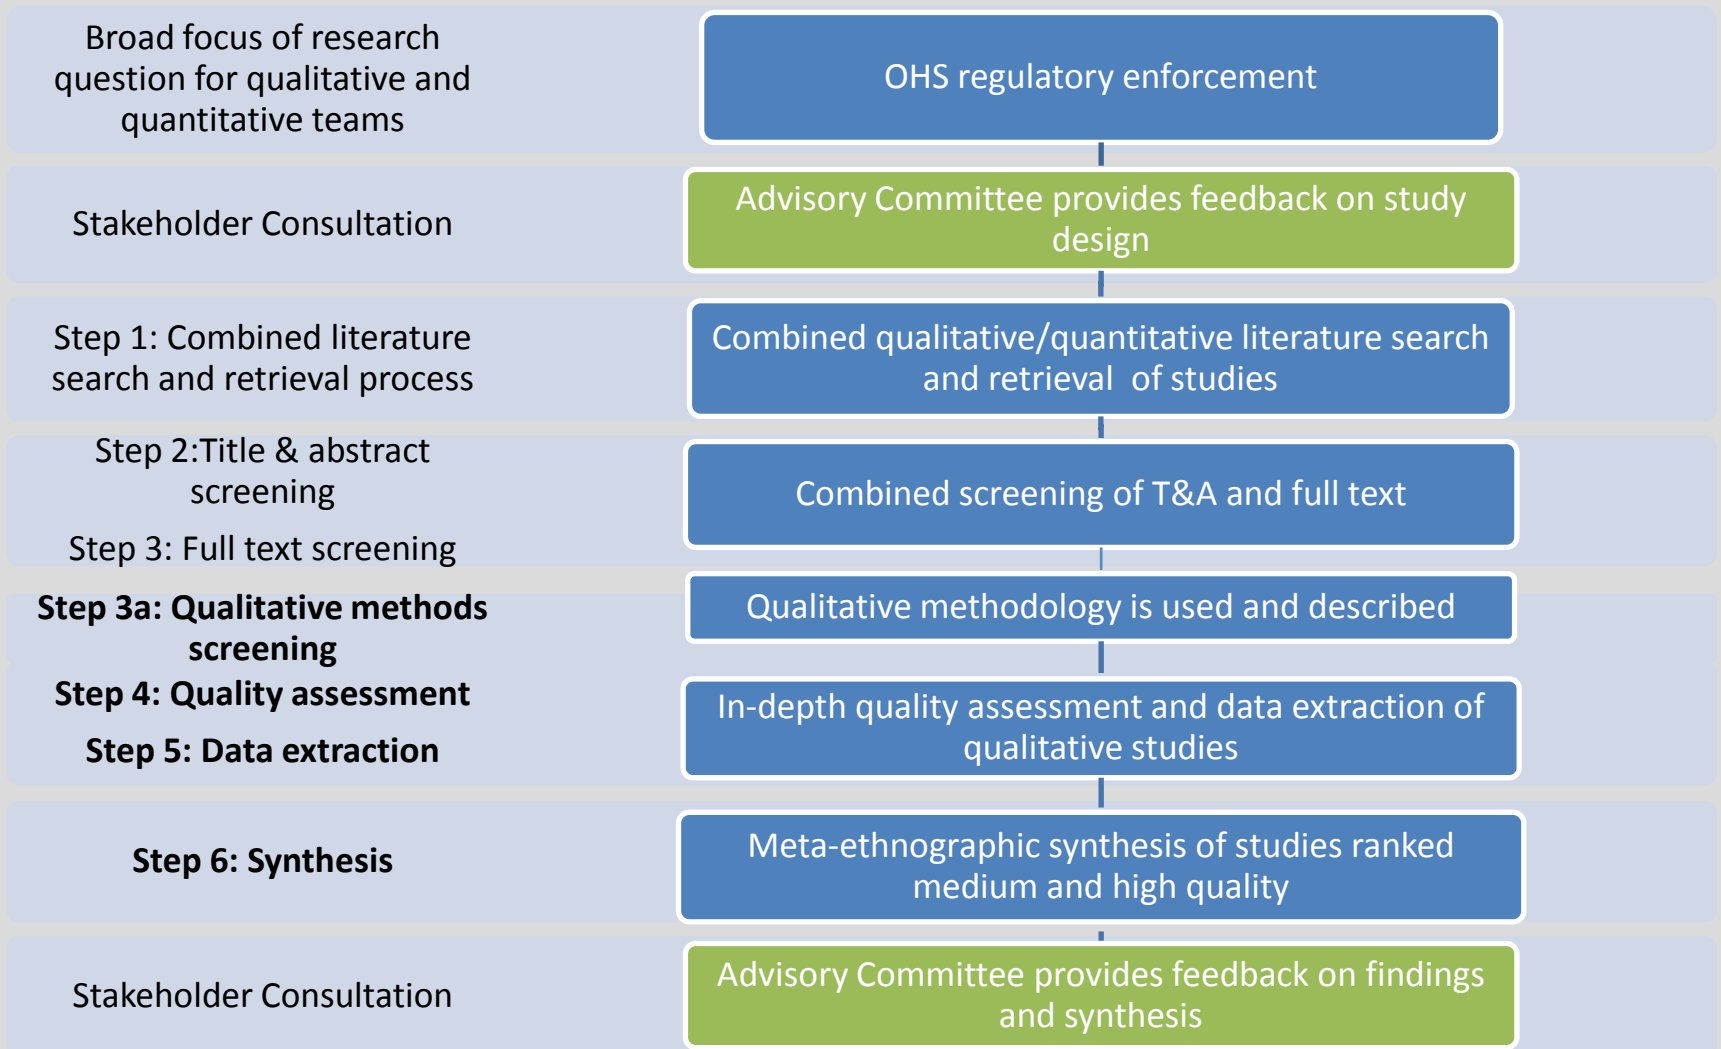 Broad focus of research
question for qualitative and
quantitative teams
OHS regulatory enforcement
Stakeholder Consultation
Advisory Committee provides feedback on study
design
Step 1: Combined literature
search and retrieval process
Combined qualitative/quantitative literature search
and retrieval  of studies
Step 2:Title & abstract
screening
Step 3: Full text screening
Combined screening of T&A and full text
Step 3a: Qualitative methods
screening
Qualitative methodology is used and described
Step 4: Quality assessment
Step 5: Data extraction
In-depth quality assessment and data extraction of
qualitative studies
Step 6: Synthesis
Meta-ethnographic synthesis of studies ranked
medium and high quality
Stakeholder Consultation
Advisory Committee provides feedback on findings
and synthesis